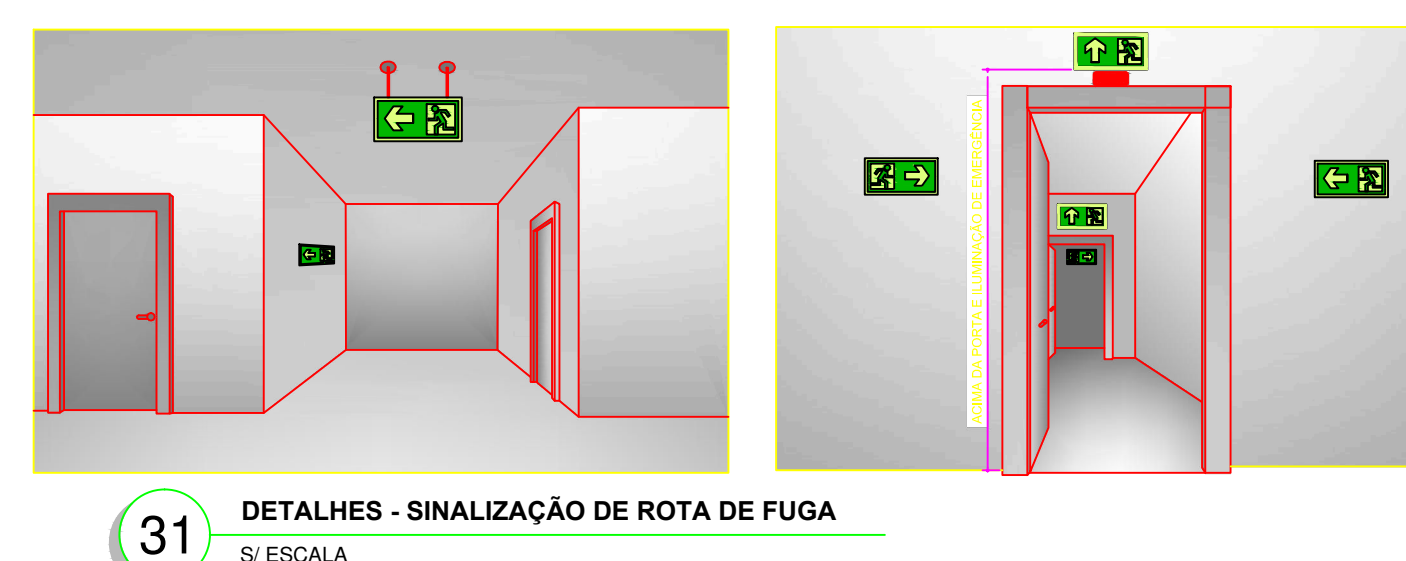 ACIMA DA PORTA E ILUMINAÇÃO DE EMERGÊNCIA
31
DETALHES - SINALIZAÇÃO DE ROTA DE FUGA
S/ ESCALA